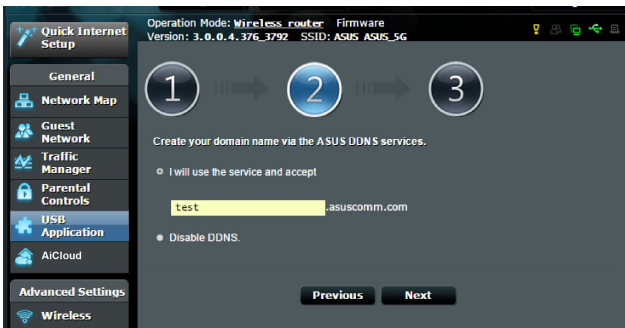 Quick Internet
Setup
Operation Mode: Wireless router Firmware
Version: 3.0.0.4.376_3792 SSID: ASUS ASUS_5G
General
Network Map
Guest
Network
Traffic
Manager
Parental
Controls
USB
Application
AiCloud
Advanced Settings
Wireless
1
2
3
Create your domain name via the ASUS DDNS services.
I will use the service and accept
test .asuscomm.com
Disable DDNS.
Previous Next